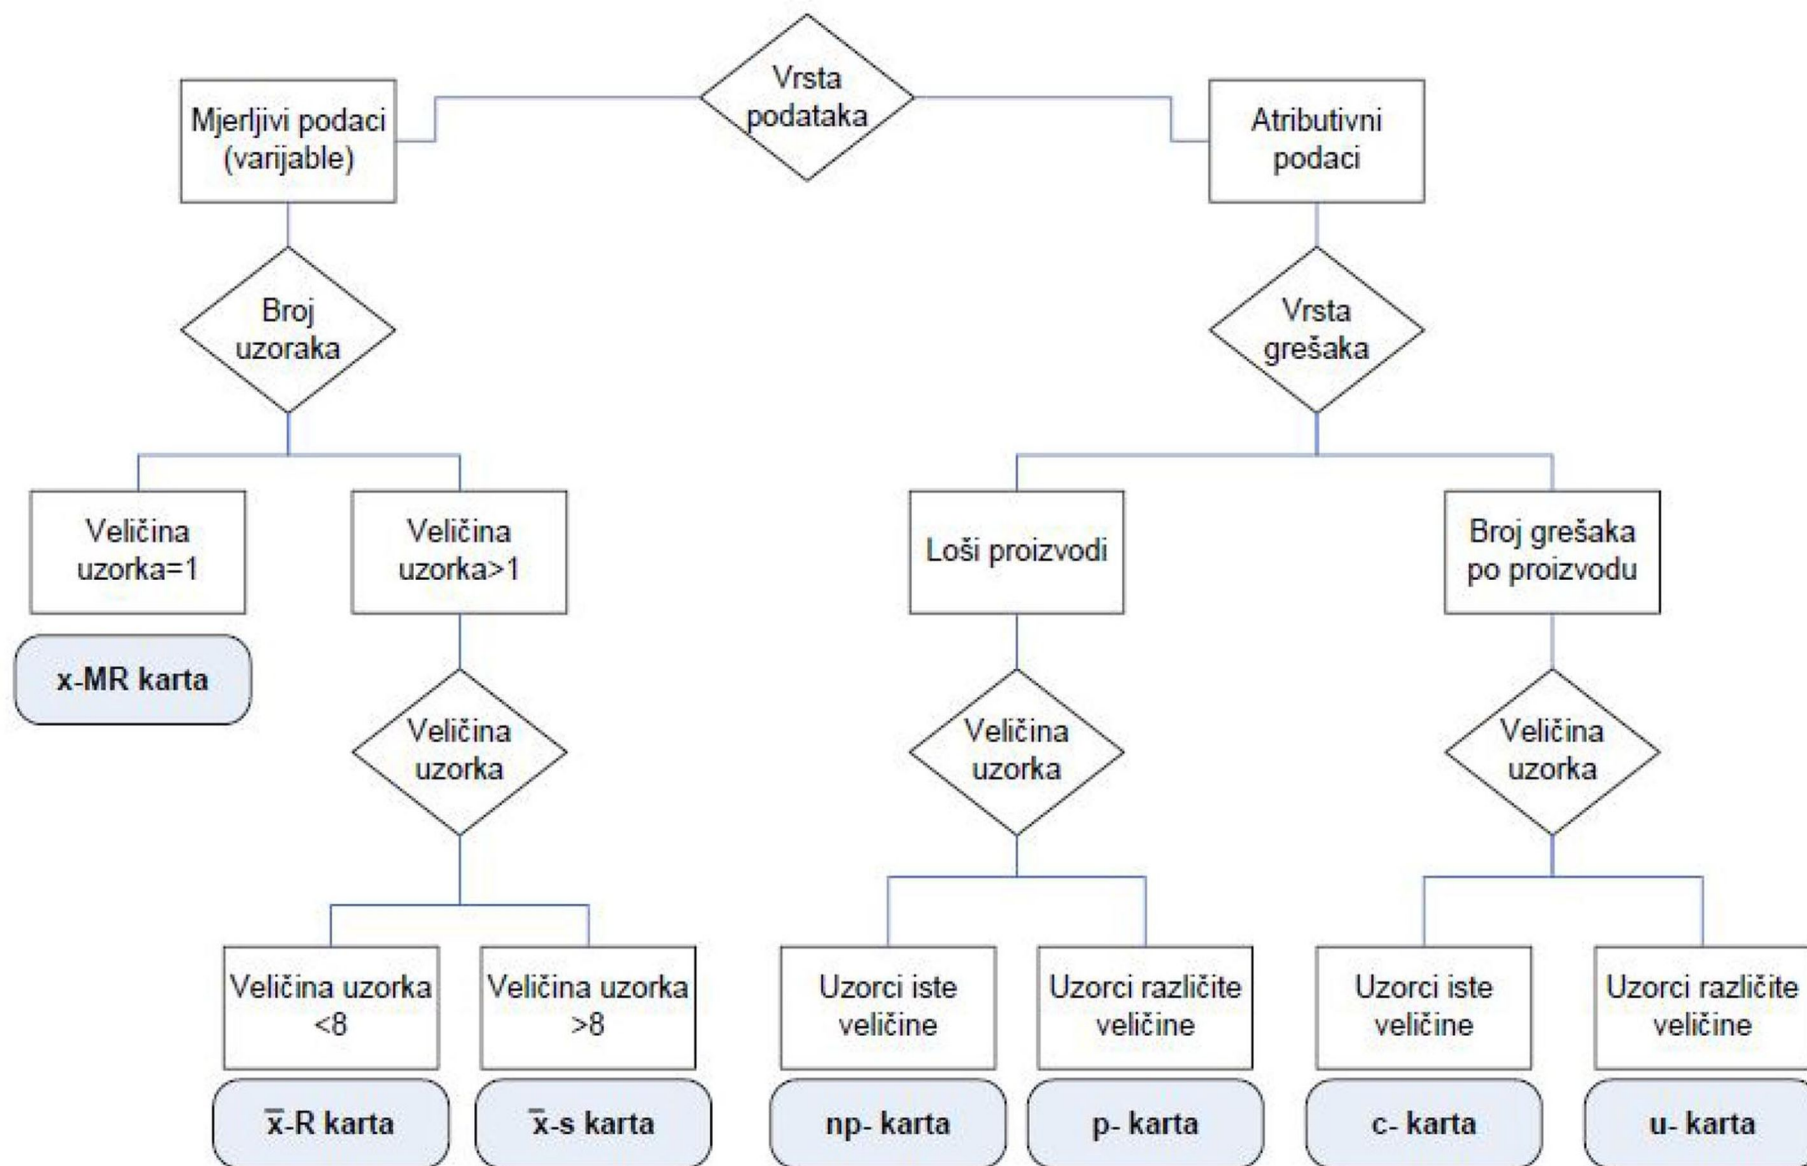 Vrsta
podataka
Mjerljivi podaci
(varijable)
Atributivni
podaci
Broj
uzoraka
Vrsta
grešaka
Veličina
uzorka=1
Veličina
uzorka>1
Loši proizvodi
Broj grešaka
po proizvodu
x-MR karta
Veličina
uzorka
Veličina
uzorka
Veličina
uzorka
Veličina uzorka
<8
Veličina uzorka
>8
Uzorci iste
veličine
Uzorci različite
veličine
Uzorci iste
veličine
Uzorci različite
veličine
x̅-R karta
x̅-s karta
np- karta
p- karta
c- karta
u- karta